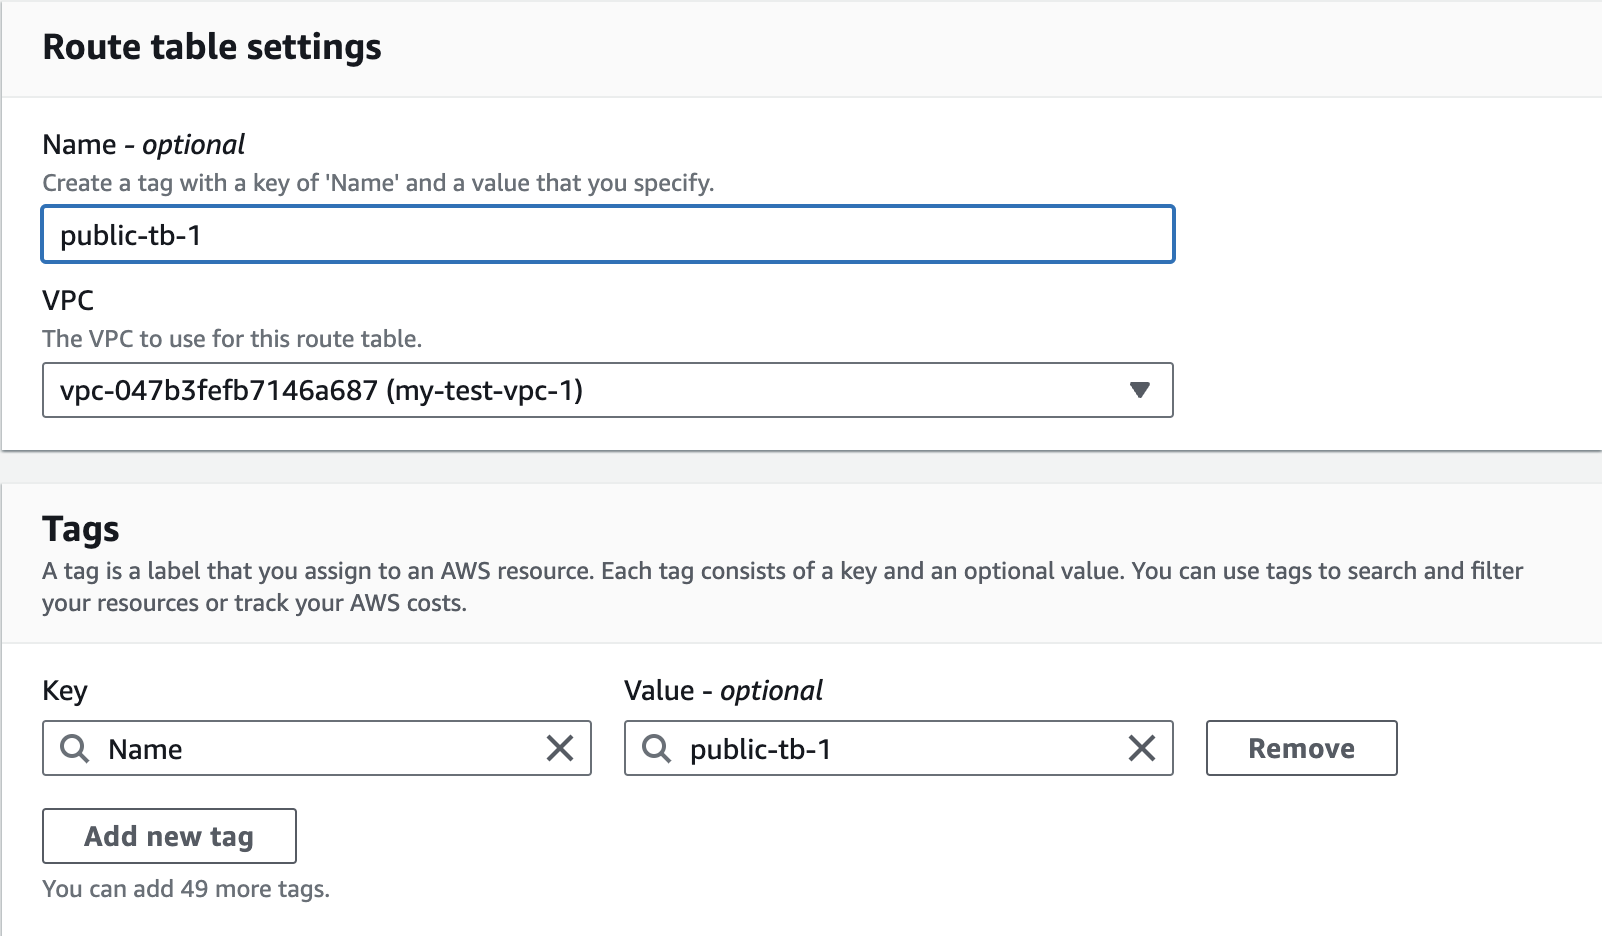 Route table settings
Name - optional
Create a tag with a key of 'Name' and a value that you specify.
public-tb-1
VPC
The VPC to use for this route table.
vpc-047b3fefb7146a687 (my-test-vpc-1)
Tags
A tag is a label that you assign to an AWS resource. Each tag consists of a key and an optional value. You can use tags to search and filter
your resources or track your AWS costs.
Key Value - optional
Name public-tb-1 Remove
Add new tag
You can add 49 more tags.